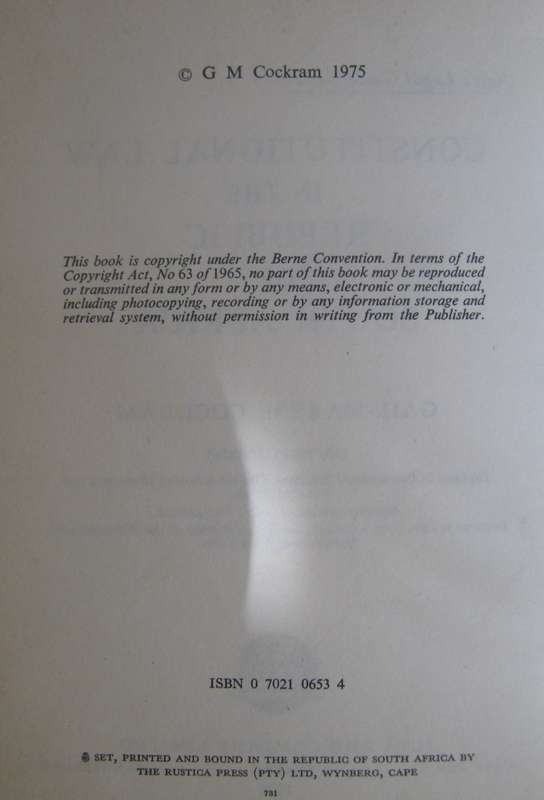 © G M Cockram 1975
This book is copyright under the Berne Convention. In terms of the
Copyright Act, No 63 of 1965, no part of this book may be reproduced
or transmitted in any form or by any means, electronic or mechanical,
including photocopying, recording or by any information storage and
retrieval system, without permission in writing from the Publisher.
ISBN 0 7021 0653 4
SET, PRINTED AND BOUND IN THE REPUBLIC OF SOUTH AFRICA BY
THE RUSTICA PRESS (PTY) LTD, WYNBERG, CAPE
731